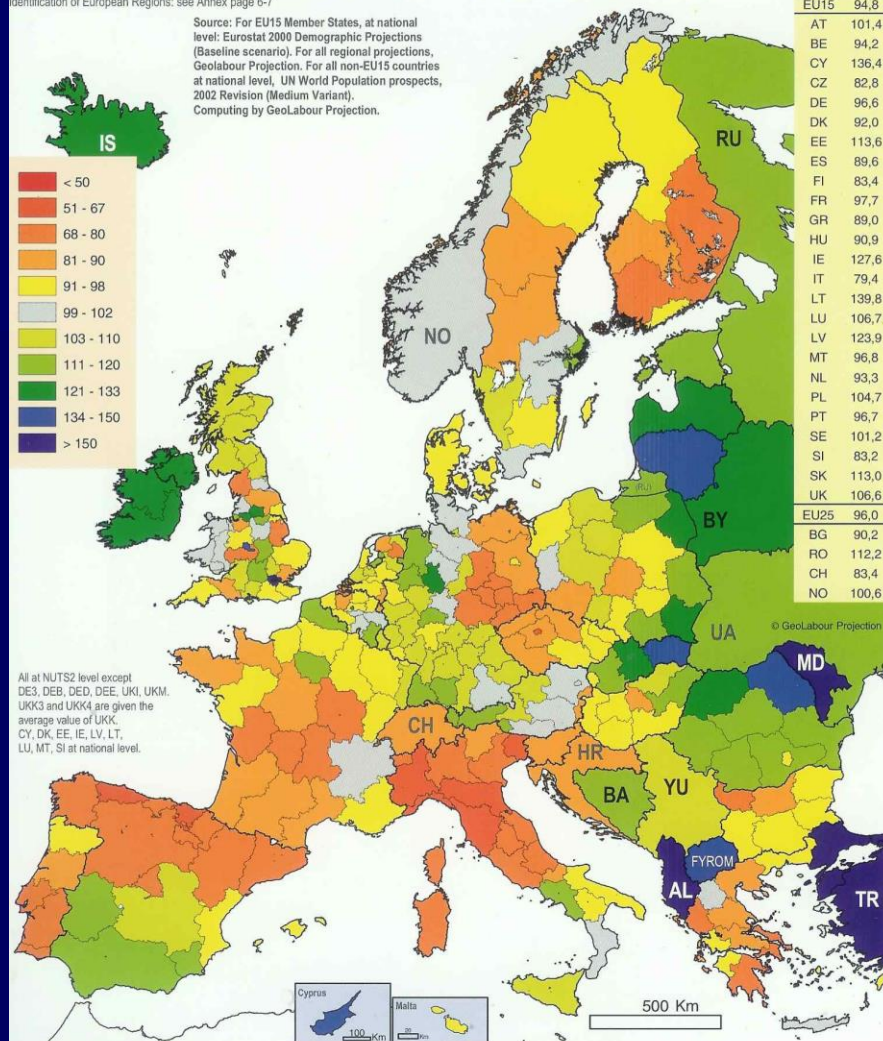 Identification of European Regions: see Annex page 6-7
Source: For EU15 Member States, at national
level: Eurostat 2000 Demographic Projections
(Baseline scenario). For all regional projections,
Geolabour Projection. For all non-EU15 countries
at national level, UN World Population prospects,
2002 Revision (Medium Variant).
Computing by GeoLabour Projection.
EU15 94,8
AT 101,4
BE 94,2
CY 136,4
CZ 82,8
DE 96,6
DK 92,0
EE 113,6
ES 89,6
FI 83,4
FR 97,7
GR 89,0
HU 90,9
IE 127,6
IT 79,4
LT 139,8
LU 106,7
LV 123,9
MT 96,8
NL 93,3
PL 104,7
PT 96,7
SE 101,2
SI 83,2
SK 113,0
UK 106,6
EU25 96,0
BG 90,2
RO 112,2
CH 83,4
NO 100,6
© GeoLabour Projection
IS
< 50
51 - 67
68 - 80
81 - 90
91 - 98
99 - 102
103 - 110
111 - 120
121 - 133
134 - 150
> 150
RU
NO
(RU)
BY
UA
MD
All at NUTS2 level except
DE3, DEB, DED, DEE, UKI, UKM.
UKK3 and UKK4 are given the
average value of UKK.
CY, DK, EE, IE, LV, LT,
LU, MT, SI at national level.
CH
HR
BA
YU
FYROM
AL
TR
Cyprus
100 Km
Malta
Km
500 Km